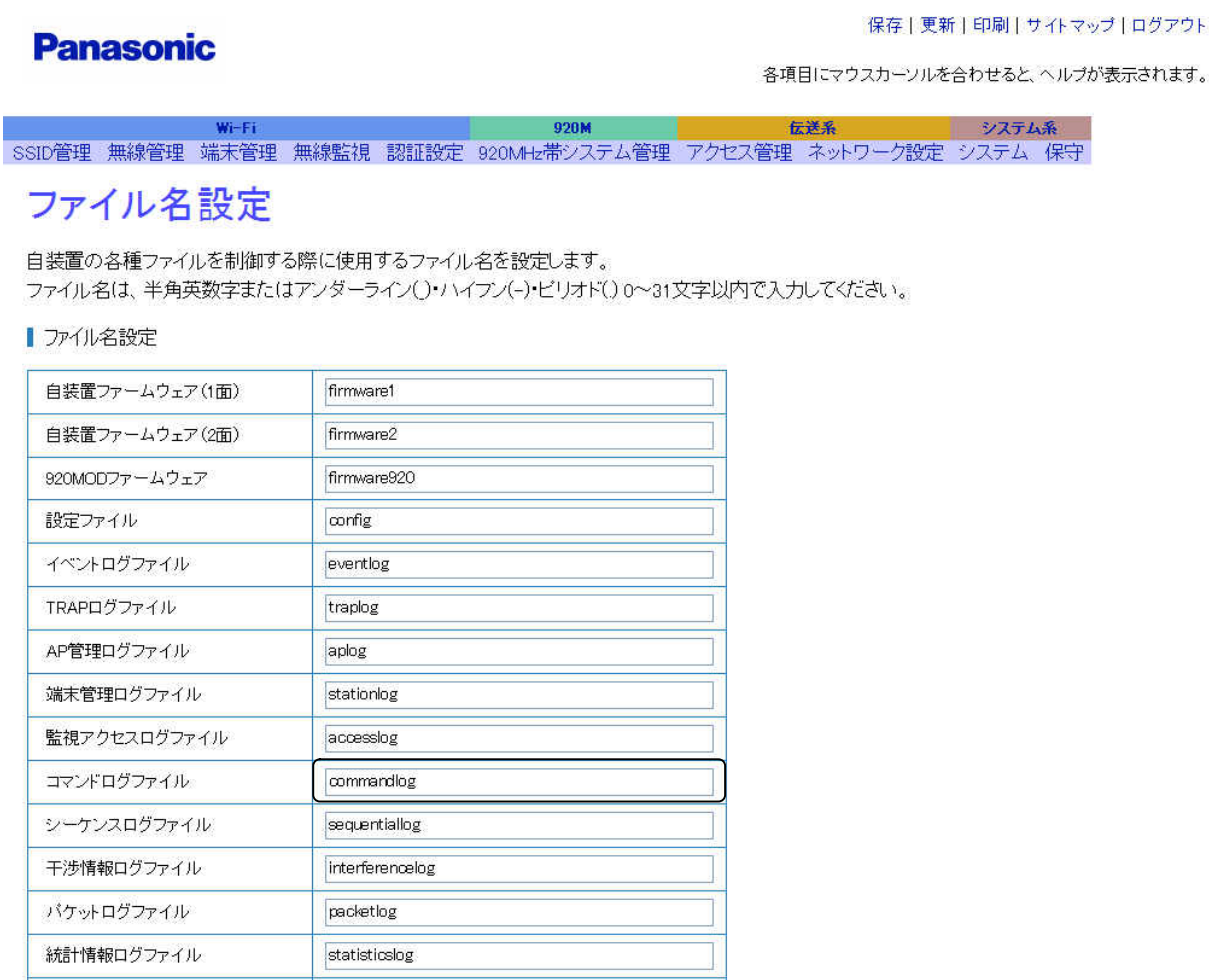 保存 | 更新 | 印刷 | サイトマップ | ログアウト
Panasonic
各項目にマウスカーソルを合わせると、ヘルプが表示されます。
Wi-Fi 920M 伝送系 システム系
SSID管理 無線管理 端末管理 無線監視 認証設定 920MHz帯システム管理 アクセス管理 ネットワーク設定 システム 保守
ファイル名設定
自装置の各種ファイルを制御する際に使用するファイル名を設定します。
ファイル名は、半角英数字またはアンダーライン(_)・ハイフン(-)・ピリオド(.) 0～31文字以内で入力してください。
ファイル名設定
自装置ファームウェア(1面) firmware1
自装置ファームウェア(2面) firmware2
920MODファームウェア firmware920
設定ファイル config
イベントログファイル eventlog
TRAPログファイル traplog
AP管理ログファイル aplog
端末管理ログファイル stationlog
監視アクセスログファイル accesslog
コマンドログファイル commandlog
シーケンスログファイル sequentiallog
干渉情報ログファイル interferencelog
パケットログファイル packetlog
統計情報ログファイル statisticslog